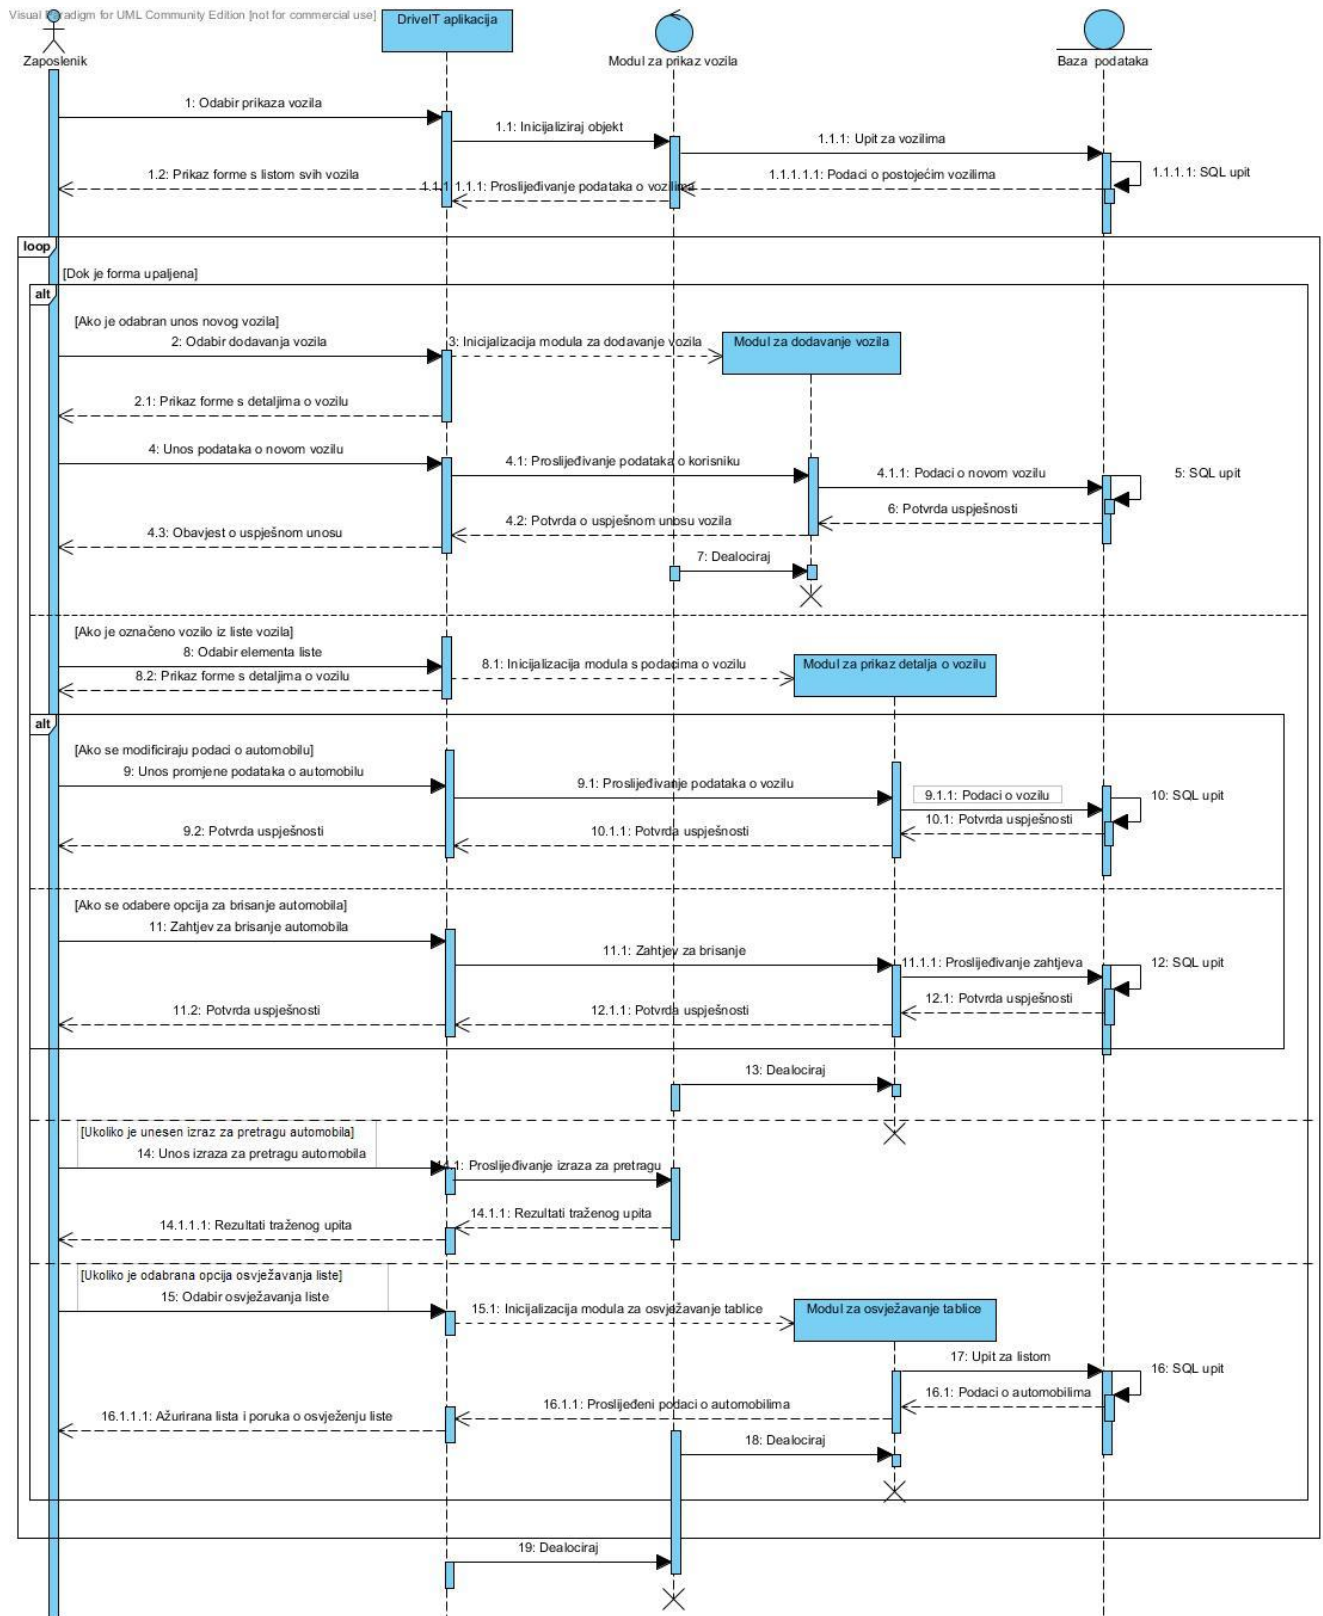 Visual Paradigm for UML Community Edition [not for commercial use]
DriveIT aplikacija
Zaposlenik
Modul za prikaz vozila
Baza podataka
1: Odabir prikaza vozila
1.1: Inicijaliziraj objekt
1.1.1: Upit za vozilima
1.2: Prikaz forme s listom svih vozila
1.1.1.1.1: Podaci o postojećim vozilima
1.1.1.1: SQL upit
1.1.1.1.1.1: Proslijeđivanje podataka o vozilima
loop
[Dok je forma upaljena]
alt
[Ako je odabran unos novog vozila]
2: Odabir dodavanja vozila
3: Inicijalizacija modula za dodavanje vozila
Modul za dodavanje vozila
2.1: Prikaz forme s detaljima o vozilu
4: Unos podataka o novom vozilu
4.1: Proslijeđivanje podataka o korisniku
4.1.1: Podaci o novom vozilu
5: SQL upit
6: Potvrda uspješnosti
4.2: Potvrda o uspješnom unosu vozila
4.3: Obavjest o uspješnom unosu
7: Dealociraj
[Ako je označeno vozilo iz liste vozila]
8: Odabir elementa liste
8.1: Inicijalizacija modula s podacima o vozilu
Modul za prikaz detalja o vozilu
8.2: Prikaz forme s detaljima o vozilu
alt
[Ako se modificiraju podaci o automobilu]
9: Unos promjene podataka o automobilu
9.1: Proslijeđivanje podataka o vozilu
9.1.1: Podaci o vozilu
10: SQL upit
10.1: Potvrda uspješnosti
9.2: Potvrda uspješnosti
10.1.1: Potvrda uspješnosti
[Ako se odabere opcija za brisanje automobila]
11: Zahtjev za brisanje automobila
11.1: Zahtjev za brisanje
11.1.1: Proslijeđivanje zahtjeva
12: SQL upit
12.1: Potvrda uspješnosti
11.2: Potvrda uspješnosti
12.1.1: Potvrda uspješnosti
13: Dealociraj
[Ukoliko je unesen izraz za pretragu automobila]
14: Unos izraza za pretragu automobila
14.1: Proslijeđivanje izraza za pretragu
14.1.1: Rezultati traženog upita
14.1.1.1: Rezultati traženog upita
[Ukoliko je odabrana opcija osvježavanja liste]
15: Odabir osvježavanja liste
15.1: Inicijalizacija modula za osvježavanje tablice
Modul za osvježavanje tablice
17: Upit za listom
16: SQL upit
16.1: Podaci o automobilima
16.1.1: Proslijeđeni podaci o automobilima
16.1.1.1: Ažurirana lista i poruka o osvježenju liste
18: Dealociraj
19: Dealociraj